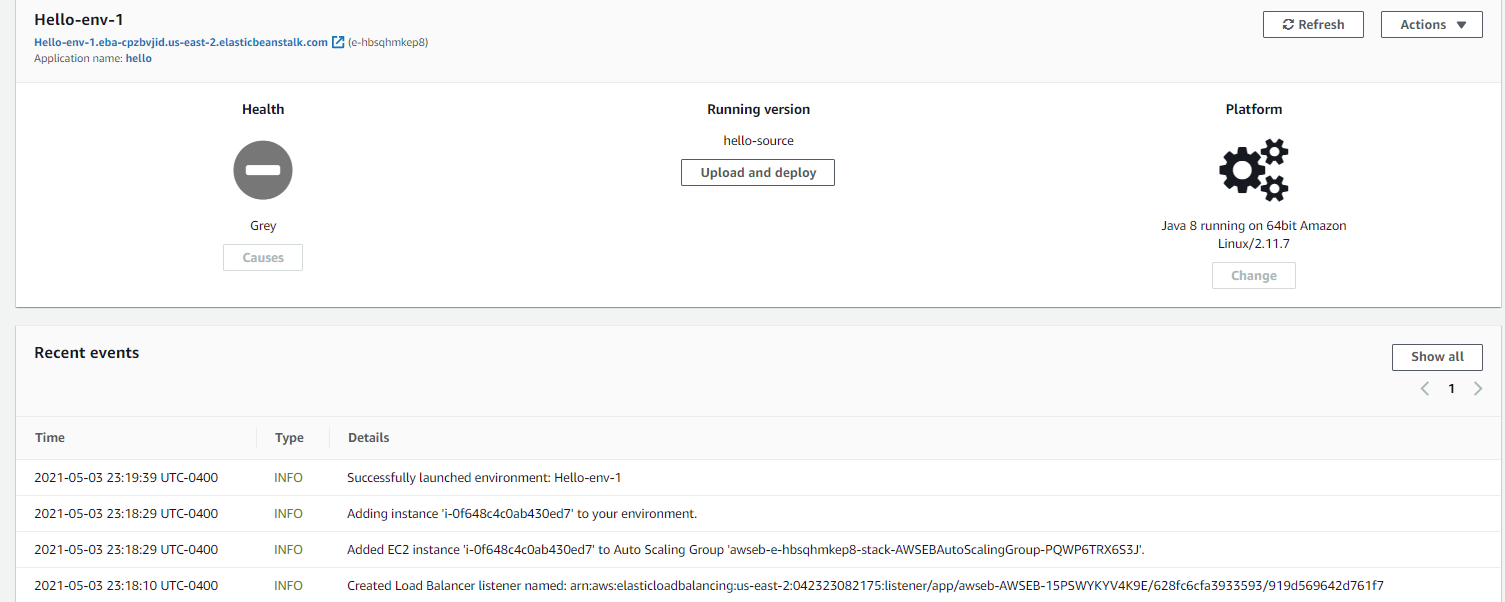 Hello-env-1
Refresh
Actions
Hello-env-1.eba-cpzbvjid.us-east-2.elasticbeanstalk.com (e-hbsqhmkep8)
Application name: hello
Health
Running version
Platform
hello-source
Upload and deploy
Grey
Causes
Java 8 running on 64bit Amazon
Linux/2.11.7
Change
Recent events
Show all
1
Time Type Details
2021-05-03 23:19:39 UTC-0400 INFO Successfully launched environment: Hello-env-1
2021-05-03 23:18:29 UTC-0400 INFO Adding instance 'i-0f648c4c0ab430ed7' to your environment.
2021-05-03 23:18:29 UTC-0400 INFO Added EC2 instance 'i-0f648c4c0ab430ed7' to Auto Scaling Group 'awseb-e-hbsqhmkep8-stack-AWSEBAutoScalingGroup-PQWP6TRX6S3J'.
2021-05-03 23:18:10 UTC-0400 INFO Created Load Balancer listener named: arn:aws:elasticloadbalancing:us-east-2:042323082175:listener/app/awseb-AWSEB-15PSWYKYV4K9E/628fc6cfa3933593/919d569642d761f7